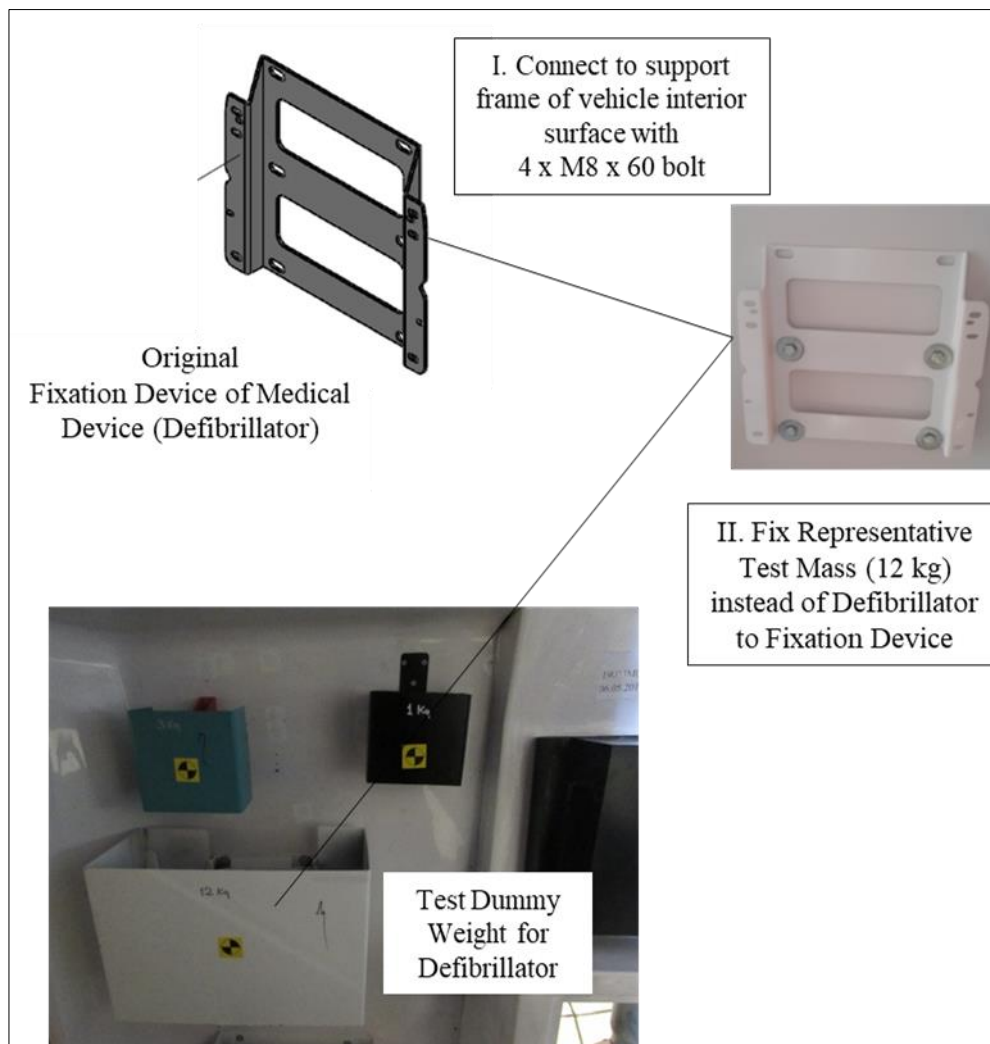 I. Connect to support
frame of vehicle interior
surface with
4 x M8 x 60 bolt
Original
Fixation Device of Medical
Device (Defibrillator)
II. Fix Representative
Test Mass (12 kg)
instead of Defibrillator
to Fixation Device
3 Kg
1 Kg
12 Kg
Test Dummy
Weight for
Defibrillator